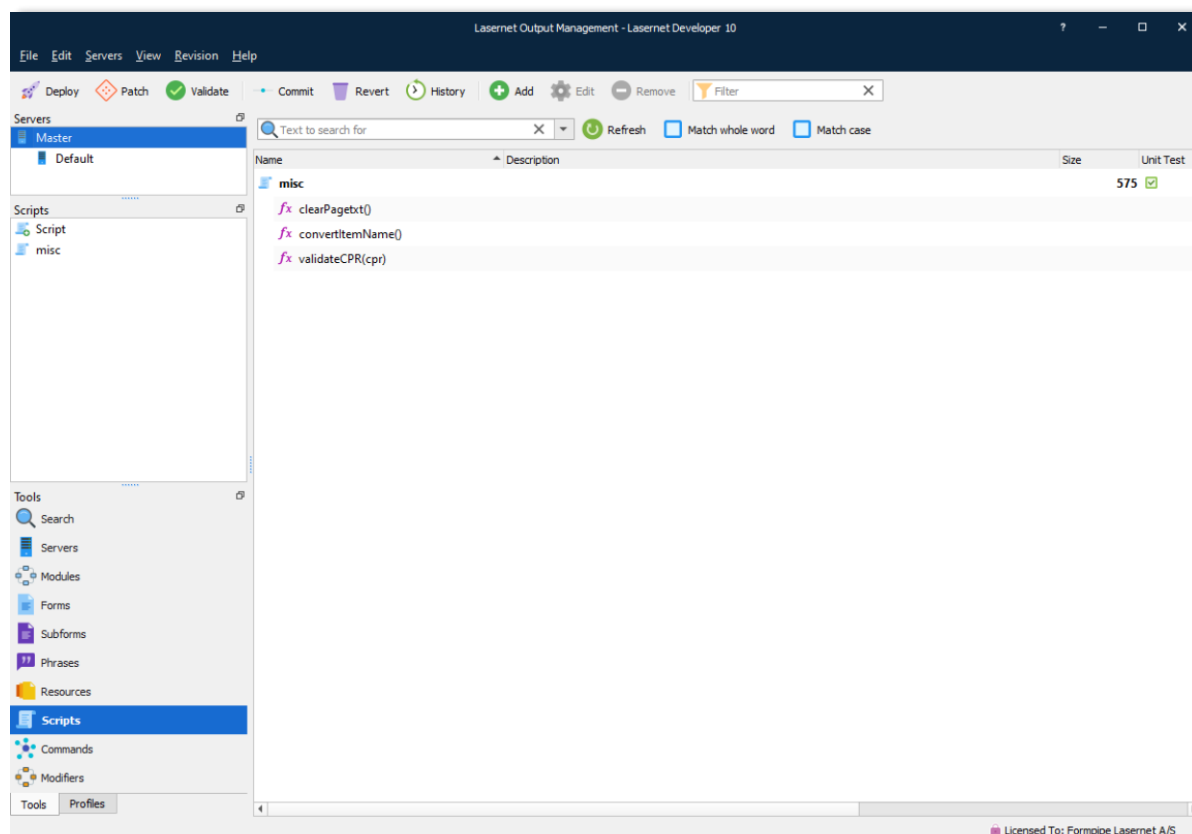 Lasernet Output Management - Lasernet Developer 10
File Edit Servers View Revision Help
Deploy Patch Validate Commit Revert History Add Edit Remove Filter
Servers
Master
Default
Text to search for Refresh Match whole word Match case
Name Description Size Unit Test
misc 575
clearPagetxt()
convertItemName()
validateCPR(cpr)
Scripts
Script
misc
Tools
Search
Servers
Modules
Forms
Subforms
Phrases
Resources
Scripts
Commands
Modifiers
Tools Profiles
Licensed To: Formpipe Lasernet A/S